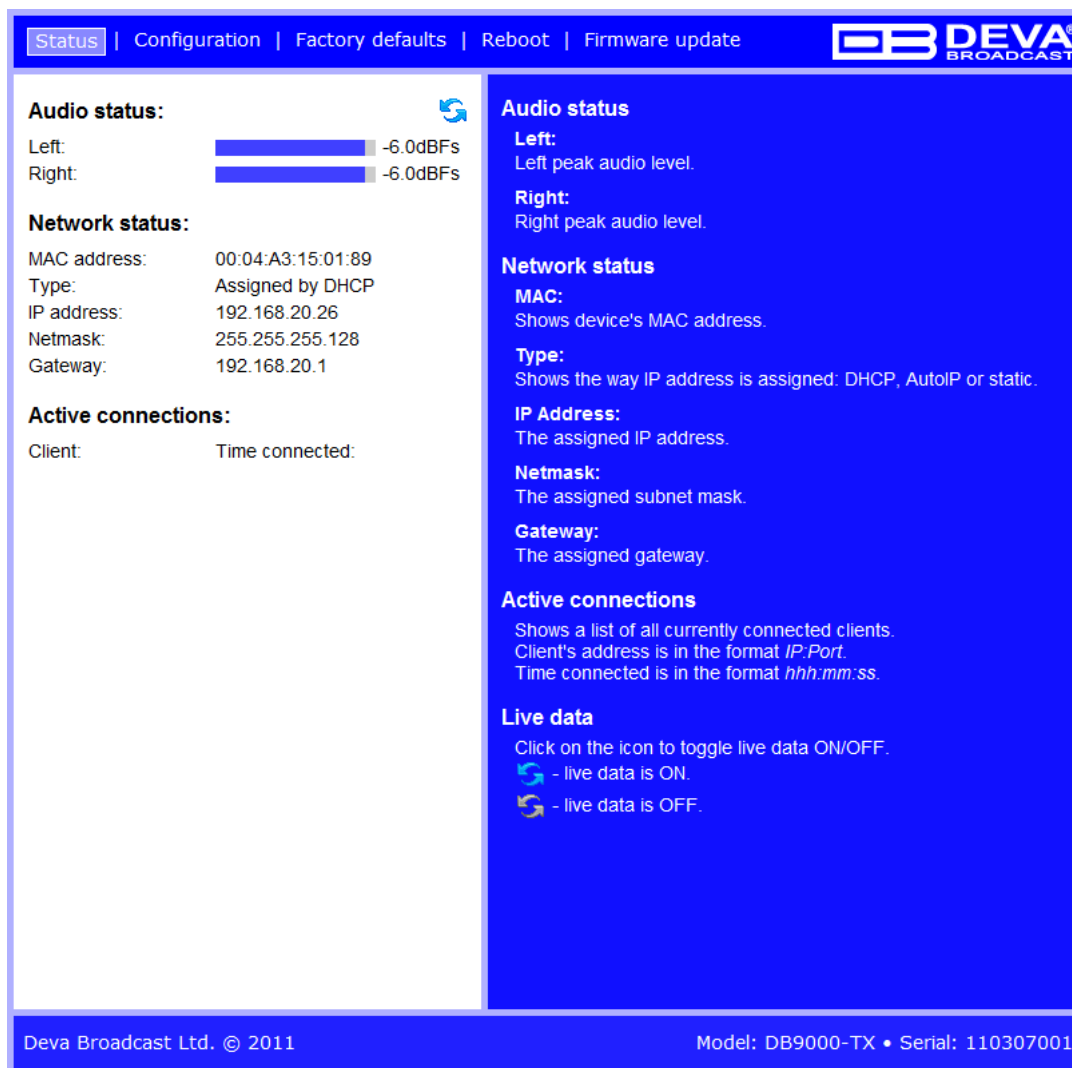 Status | Configuration | Factory defaults | Reboot | Firmware update
DEVA®
BROADCAST
Audio status:
Left: -6.0dBFs
Right: -6.0dBFs
Network status:
MAC address: 00:04:A3:15:01:89
Type: Assigned by DHCP
IP address: 192.168.20.26
Netmask: 255.255.255.128
Gateway: 192.168.20.1
Active connections:
Client: Time connected:
Audio status
Left:
Left peak audio level.
Right:
Right peak audio level.
Network status
MAC:
Shows device's MAC address.
Type:
Shows the way IP address is assigned: DHCP, AutoIP or static.
IP Address:
The assigned IP address.
Netmask:
The assigned subnet mask.
Gateway:
The assigned gateway.
Active connections
Shows a list of all currently connected clients.
Client's address is in the format IP:Port.
Time connected is in the format hhh:mm:ss.
Live data
Click on the icon to toggle live data ON/OFF.
- live data is ON.
- live data is OFF.
Deva Broadcast Ltd. © 2011
Model: DB9000-TX • Serial: 110307001